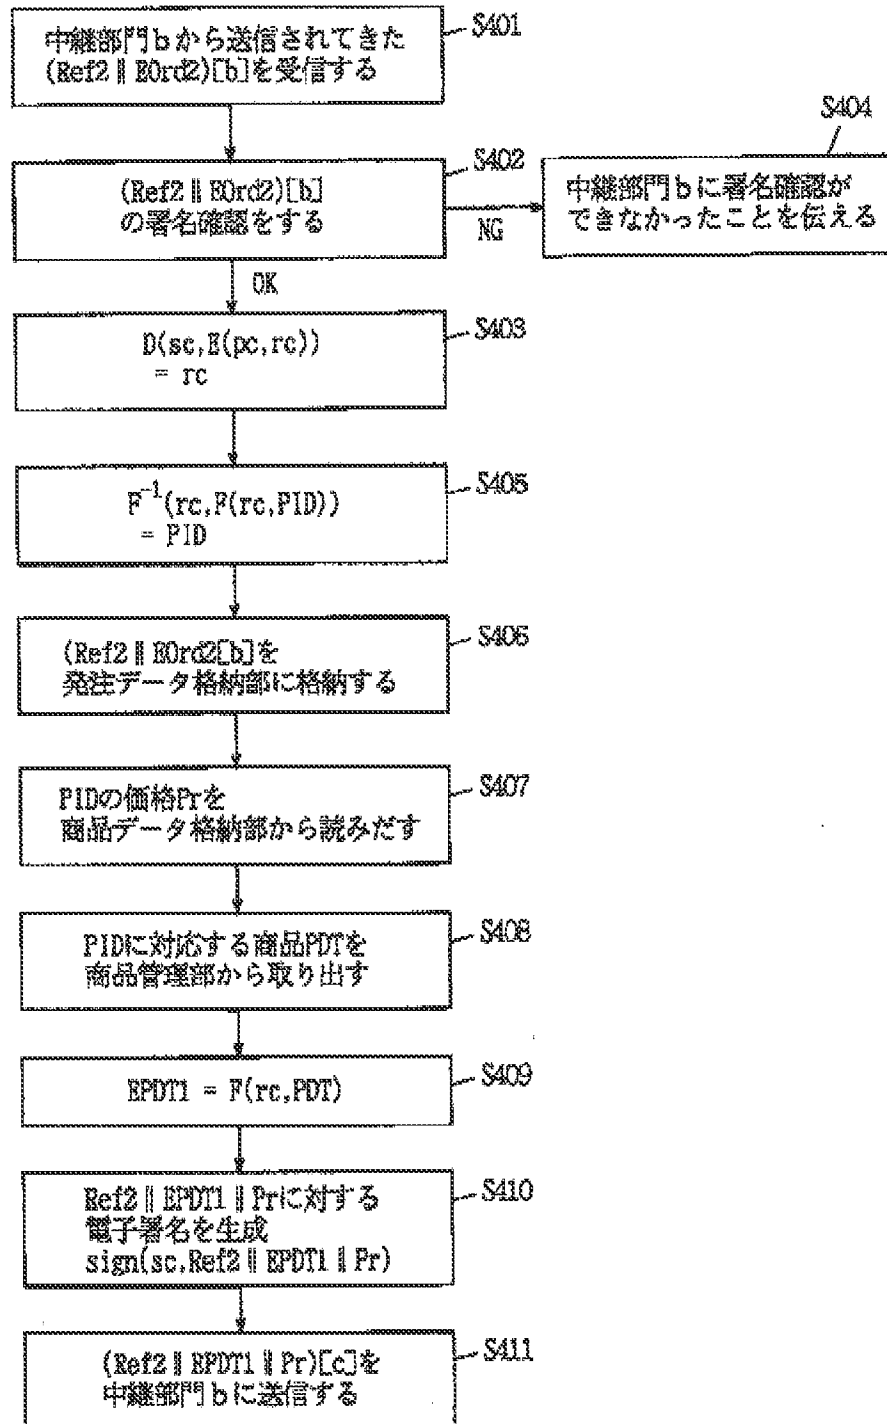 中継部門bから送信されてきた
(Ref2‖EOrd2)[b]を受信する
S401
(Ref2‖EOrd2)[b]
の署名確認をする
S402
NG
中継部門bに署名確認が
できなかったことを伝える
S404
OK
D(sc,E(pc,rc))
= rc
S403
F⁻¹(rc,F(rc,PID))
= PID
S405
(Ref2‖EOrd2[b]を
発注データ格納部に格納する
S406
PIDの価格Prを
商品データ格納部から読みだす
S407
PIDに対応する商品PDTを
商品管理部から取り出す
S408
EPDT1 = F(rc,PDT)
S409
Ref2‖EPDT1‖Prに対する
電子署名を生成
sign(sc,Ref2‖EPDT1‖Pr)
S410
(Ref2‖EPDT1‖Pr)[c]を
中継部門bに送信する
S411